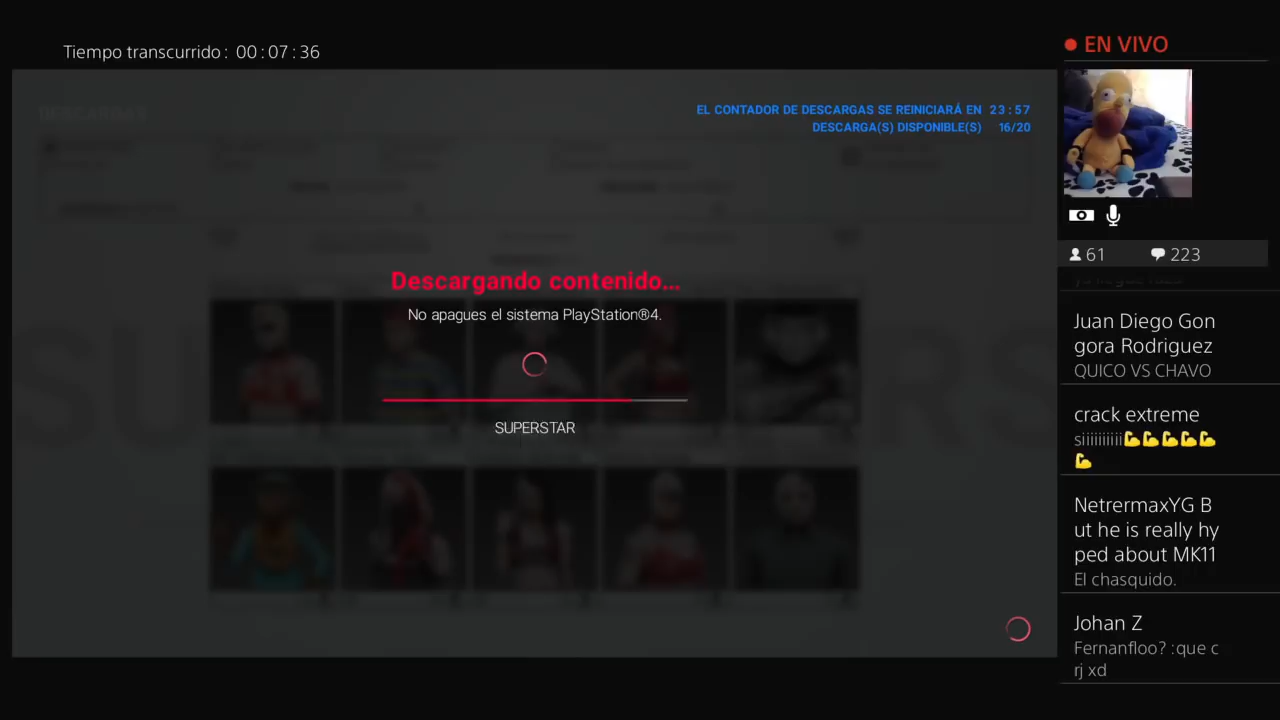 Tiempo transcurrido: 00:07:36
EN VIVO
DESCARGAS
EL CONTADOR DE DESCARGAS SE REINICIARÁ EN 23:57
DESCARGA(S) DISPONIBLE(S) 16/20
Descargando contenido...
No apagues el sistema PlayStation®4.
SUPERSTAR
61 223
Juan Diego Gon
gora Rodriguez
QUICO VS CHAVO
crack extreme
siiiiiiiiii💪💪💪💪💪
💪
NetrermaxYG B
ut he is really hy
ped about MK11
El chasquido.
Johan Z
Fernanfloo? :que c
rj xd